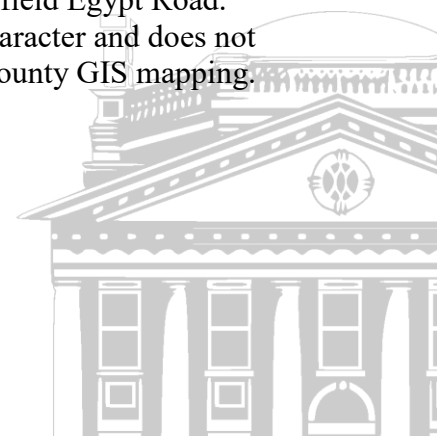 field Egypt Road.
aracter and does not
ounty GIS mapping.